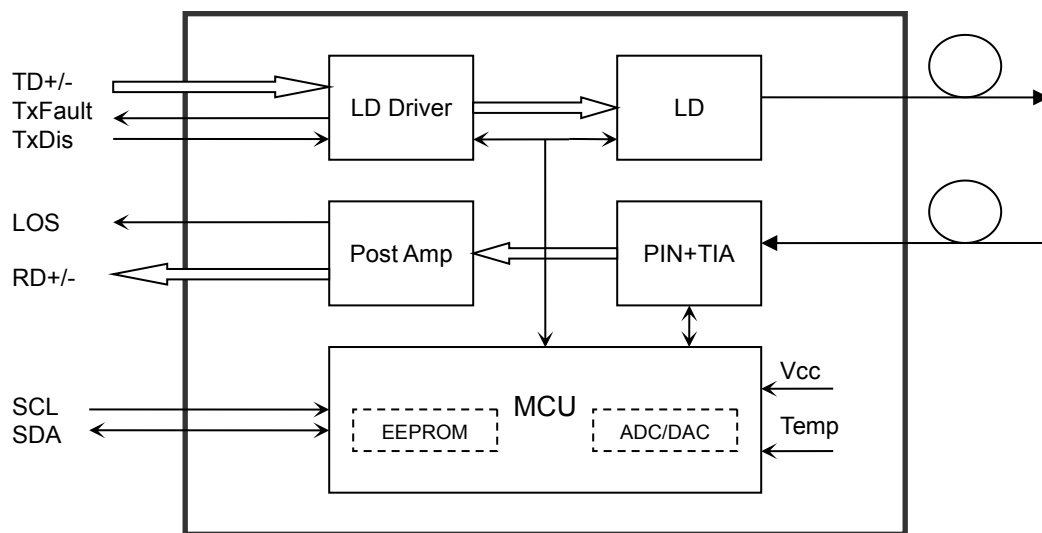 TD+/-
TxFault
TxDis
LD Driver
LD
LOS
RD+/-
Post Amp
PIN+TIA
SCL
SDA
MCU
EEPROM
ADC/DAC
Vcc
Temp